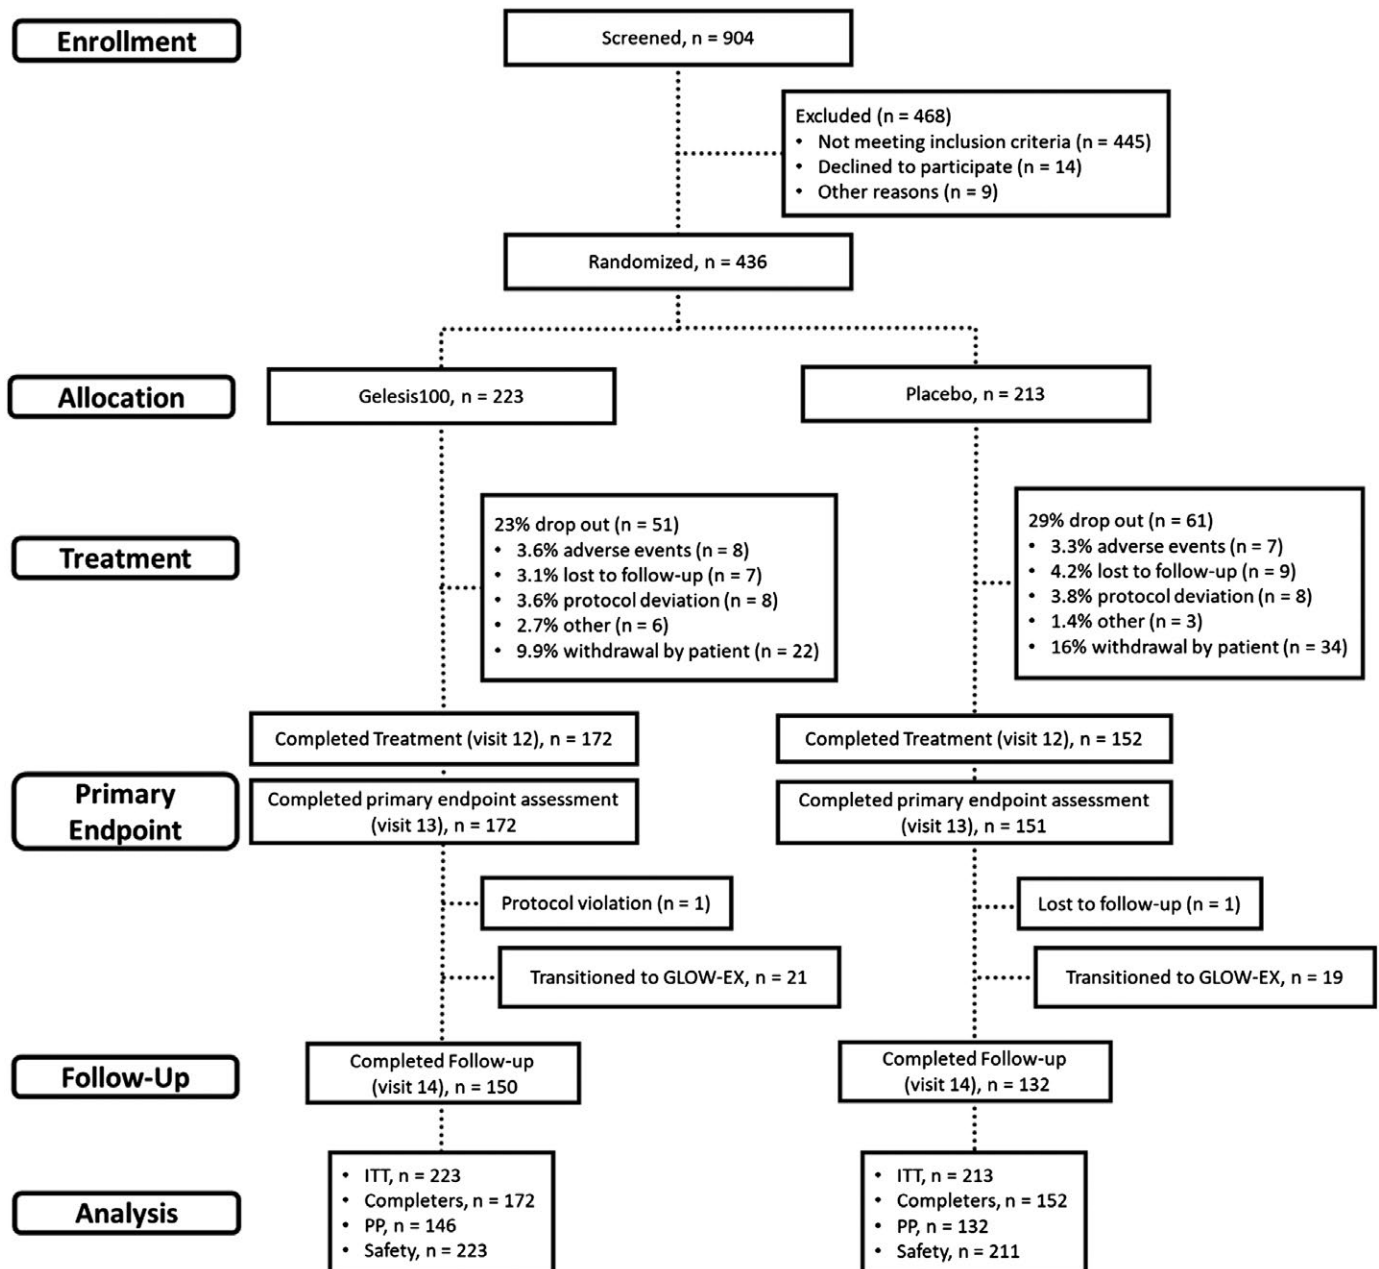 Enrollment
Screened, n = 904
Excluded (n = 468)
• Not meeting inclusion criteria (n = 445)
• Declined to participate (n = 14)
• Other reasons (n = 9)
Randomized, n = 436
Allocation
Gelesis100, n = 223
Placebo, n = 213
Treatment
23% drop out (n = 51)
• 3.6% adverse events (n = 8)
• 3.1% lost to follow-up (n = 7)
• 3.6% protocol deviation (n = 8)
• 2.7% other (n = 6)
• 9.9% withdrawal by patient (n = 22)
29% drop out (n = 61)
• 3.3% adverse events (n = 7)
• 4.2% lost to follow-up (n = 9)
• 3.8% protocol deviation (n = 8)
• 1.4% other (n = 3)
• 16% withdrawal by patient (n = 34)
Completed Treatment (visit 12), n = 172
Completed Treatment (visit 12), n = 152
Primary
Endpoint
Completed primary endpoint assessment
(visit 13), n = 172
Completed primary endpoint assessment
(visit 13), n = 151
Protocol violation (n = 1)
Lost to follow-up (n = 1)
Transitioned to GLOW-EX, n = 21
Transitioned to GLOW-EX, n = 19
Follow-Up
Completed Follow-up
(visit 14), n = 150
Completed Follow-up
(visit 14), n = 132
Analysis
• ITT, n = 223
• Completers, n = 172
• PP, n = 146
• Safety, n = 223
• ITT, n = 213
• Completers, n = 152
• PP, n = 132
• Safety, n = 211